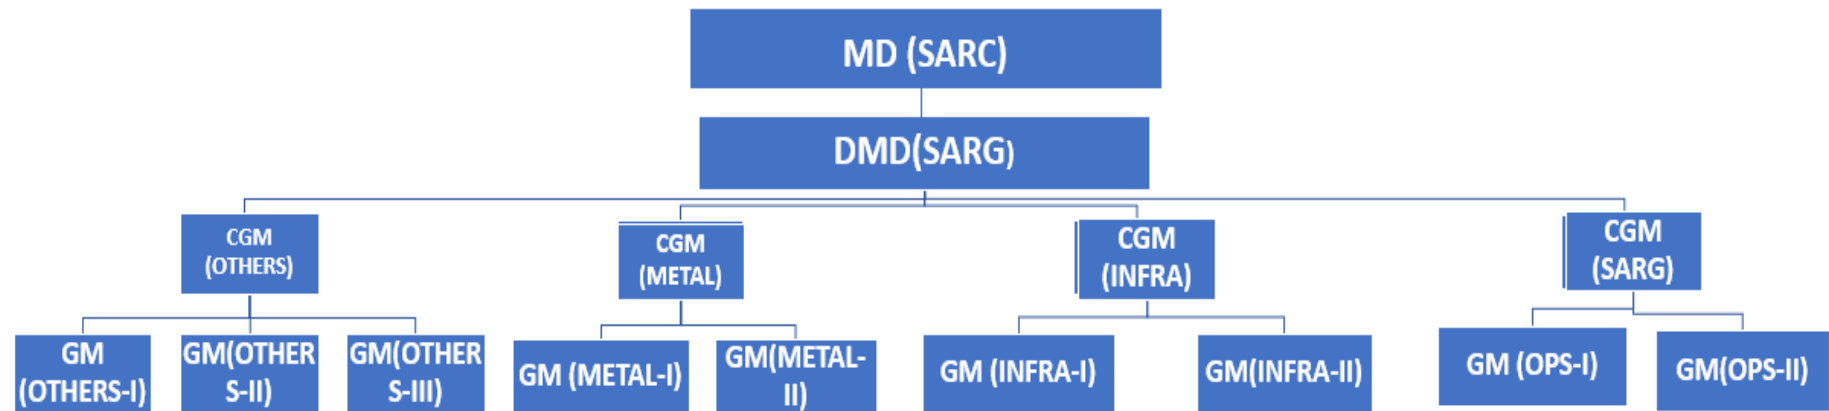 MD (SARC)
DMD(SARG)
CGM
(OTHERS)
CGM
(METAL)
CGM
(INFRA)
CGM
(SARG)
GM
(OTHERS-I)
GM(OTHER
S-II)
GM(OTHER
S-III)
GM (METAL-I)
GM(METAL-
II)
GM (INFRA-I)
GM(INFRA-II)
GM (OPS-I)
GM(OPS-II)